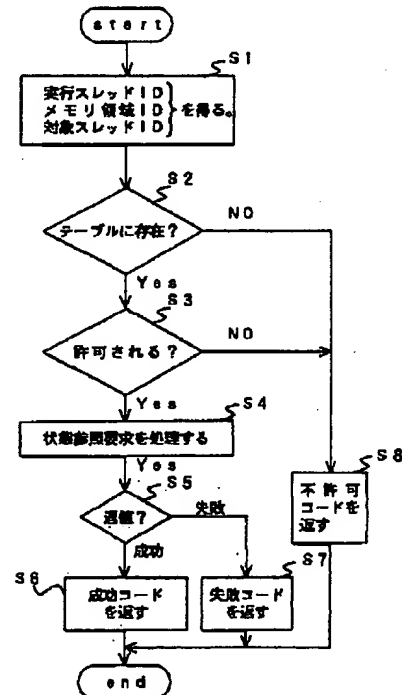 start
S1
実行スレッドID
メモリ領域ID
対象スレッドID
を得る。
S2
テーブルに存在?
NO
Yes
S3
許可される?
NO
Yes
S4
状態参照要求を処理する
Yes
S5
返値?
失敗
成功
S6
成功コード
を返す
S7
失敗コード
を返す
S8
不許可
コードを
返す
end